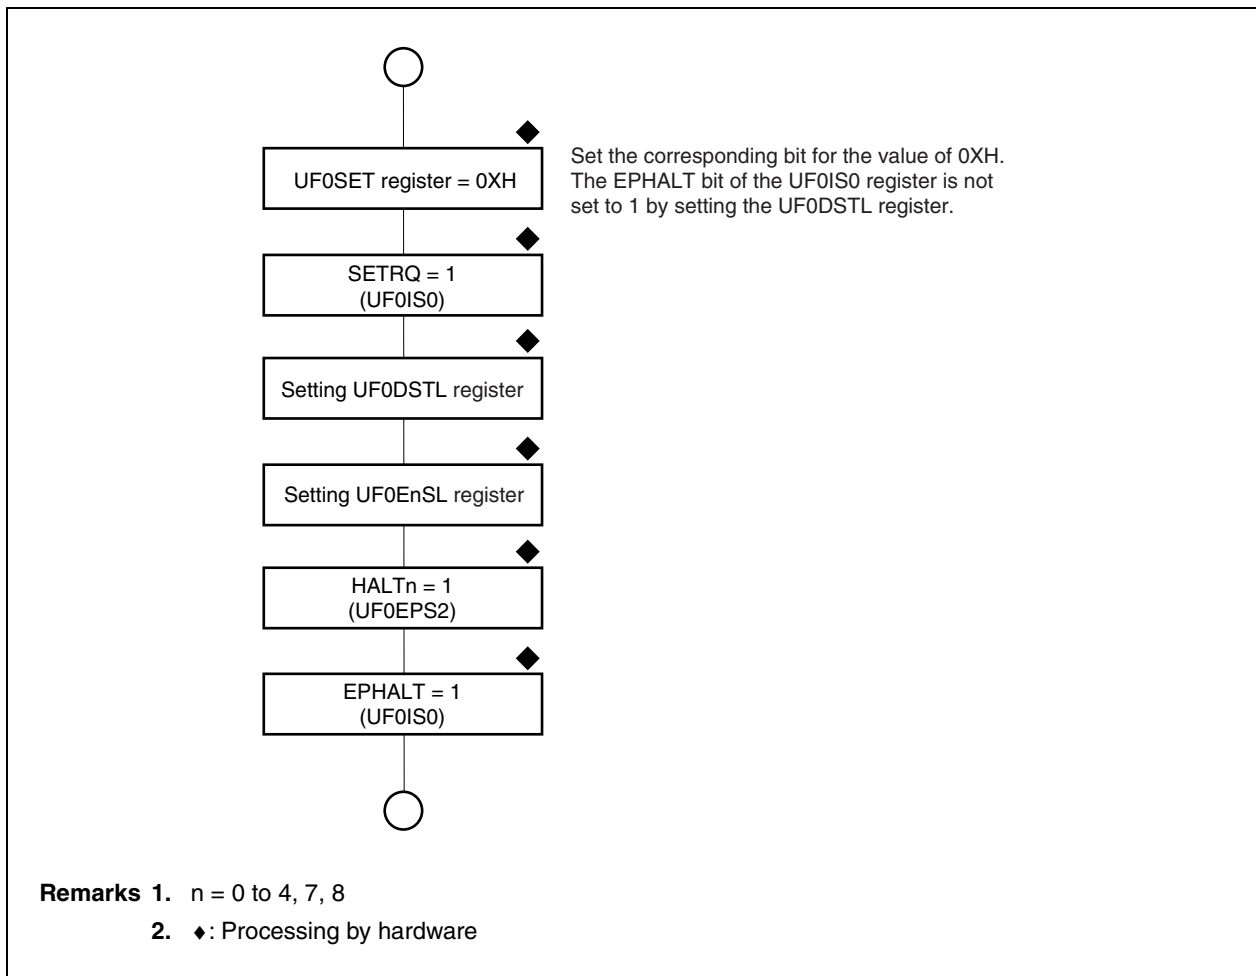 UF0SET register = 0XH
Set the corresponding bit for the value of 0XH.
The EPHALT bit of the UF0IS0 register is not
set to 1 by setting the UF0DSTL register.
SETRQ = 1
(UF0IS0)
Setting UF0DSTL register
Setting UF0EnSL register
HALTn = 1
(UF0EPS2)
EPHALT = 1
(UF0IS0)
Remarks 1. n = 0 to 4, 7, 8
2. ♦: Processing by hardware